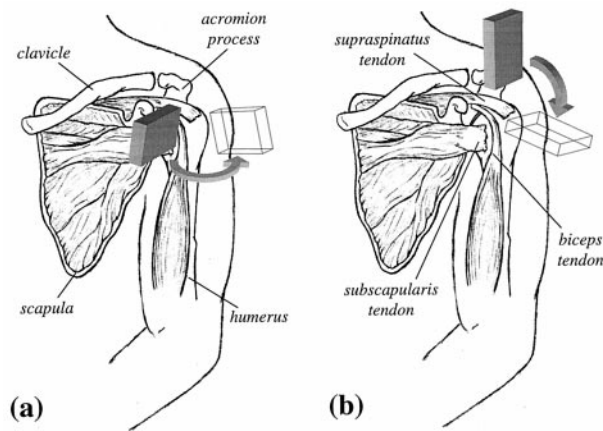 clavicle
acromion
process
scapula
humerus
(a)
supraspinatus
tendon
biceps
tendon
subscapularis
tendon
(b)